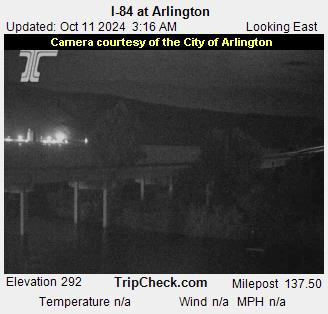 I-84 at Arlington
Updated: Oct 11 2024 3:16 AM Looking East
Camera courtesy of the City of Arlington
Elevation 292 TripCheck.com Milepost 137.50
Temperature n/a Wind n/a MPH n/a